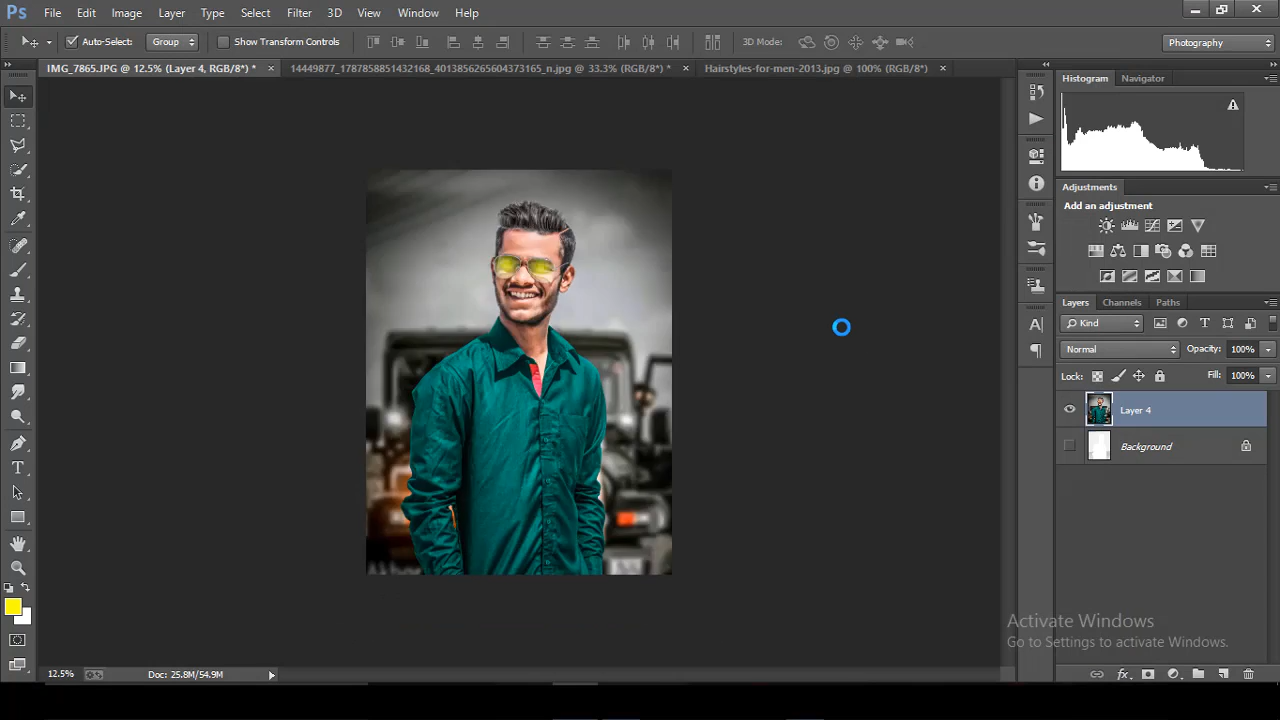 Ps File Edit Image Layer Type Select Filter 3D View Window Help
Auto-Select: Group Show Transform Controls 3D Mode: Photography
IMG_7865.JPG @ 12.5% (Layer 4, RGB/8*) * × 14449877_1787858851432168_4013856265604373165_n.jpg @ 33.3% (RGB/8*) * × Hairstyles-for-men-2013.jpg @ 100% (RGB/8*) ×
Histogram Navigator
Adjustments
Add an adjustment
Layers Channels Paths
Kind
Normal Opacity: 100%
Lock: Fill: 100%
Layer 4
Background
Activate Windows
Go to Settings to activate Windows.
12.5% Doc: 25.8M/54.9M